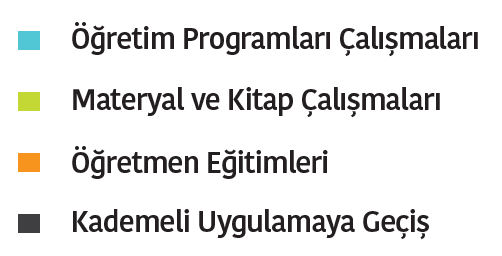 Öğretim Programları Çalışmaları
Materyal ve Kitap Çalışmaları
Öğretmen Eğitimleri
Kademeli Uygulamaya Geçiş